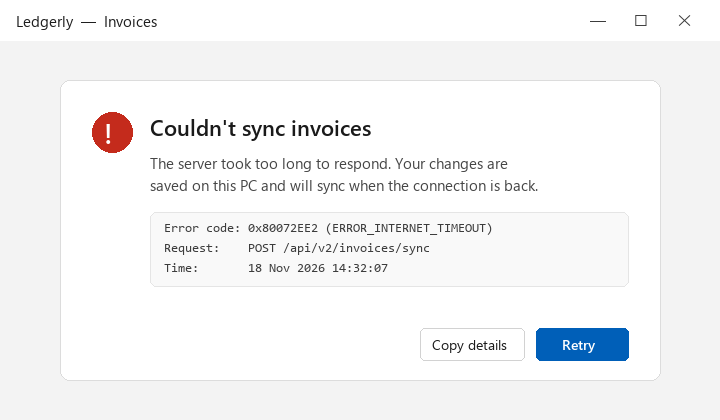 Ledgerly — Invoices
!
Couldn't sync invoices
The server took too long to respond. Your changes are
saved on this PC and will sync when the connection is back.
Error code: 0x80072EE2 (ERROR_INTERNET_TIMEOUT)
Request:    POST /api/v2/invoices/sync
Time:       18 Nov 2026 14:32:07
Copy details
Retry